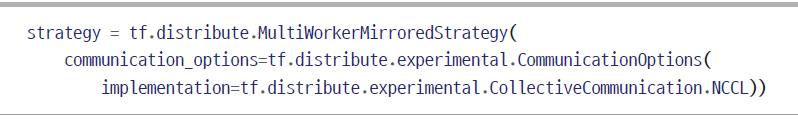 strategy = tf.distribute.MultiWorkerMirroredStrategy(
    communication_options=tf.distribute.experimental.CommunicationOptions(
        implementation=tf.distribute.experimental.CollectiveCommunication.NCCL))